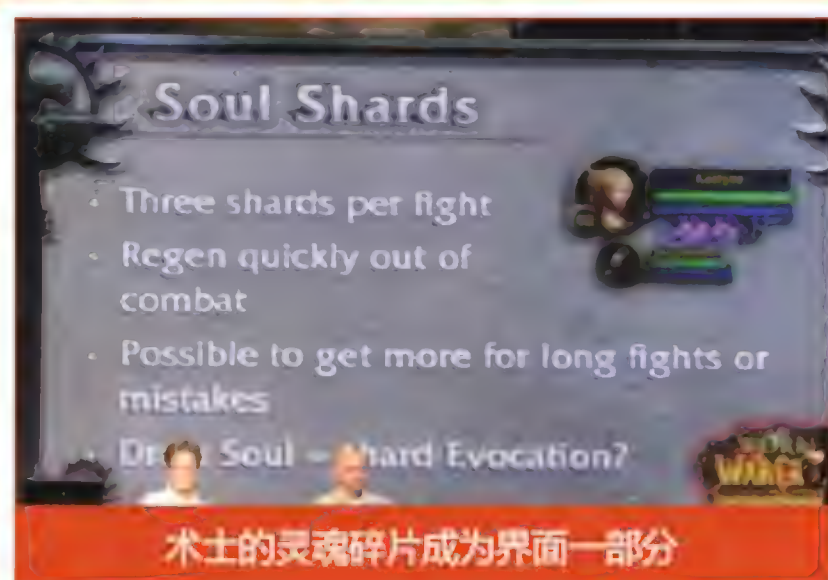 Soul Shards
Three shards per fight
Regen quickly out of
combat
Possible to get more for long fights or
mistakes
Soul – Evocation?
术士的灵魂碎片成为界面一部分